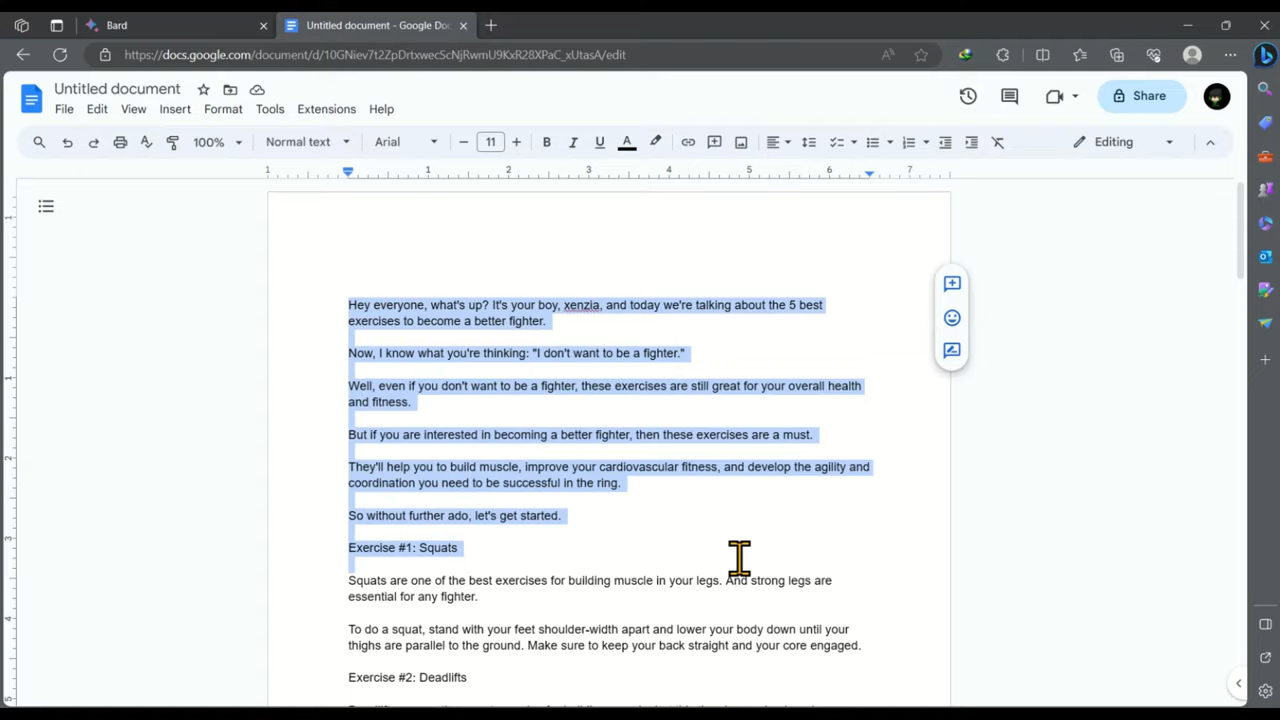 Bard
Untitled document - Google Doc
https://docs.google.com/document/d/10GNiev7t2ZpDrtxwecScNjRwmU9KxR28XPaC_xUtasA/edit
Untitled document
File Edit View Insert Format Tools Extensions Help
Share
100% Normal text Arial 11 B I U A Editing
1 1 2 3 4 5 6 7
Hey everyone, what's up? It's your boy, xenzia, and today we're talking about the 5 best
exercises to become a better fighter.
Now, I know what you're thinking: "I don't want to be a fighter."
Well, even if you don't want to be a fighter, these exercises are still great for your overall health
and fitness.
But if you are interested in becoming a better fighter, then these exercises are a must.
They'll help you to build muscle, improve your cardiovascular fitness, and develop the agility and
coordination you need to be successful in the ring.
So without further ado, let's get started.
Exercise #1: Squats
Squats are one of the best exercises for building muscle in your legs. And strong legs are
essential for any fighter.
To do a squat, stand with your feet shoulder-width apart and lower your body down until your
thighs are parallel to the ground. Make sure to keep your back straight and your core engaged.
Exercise #2: Deadlifts